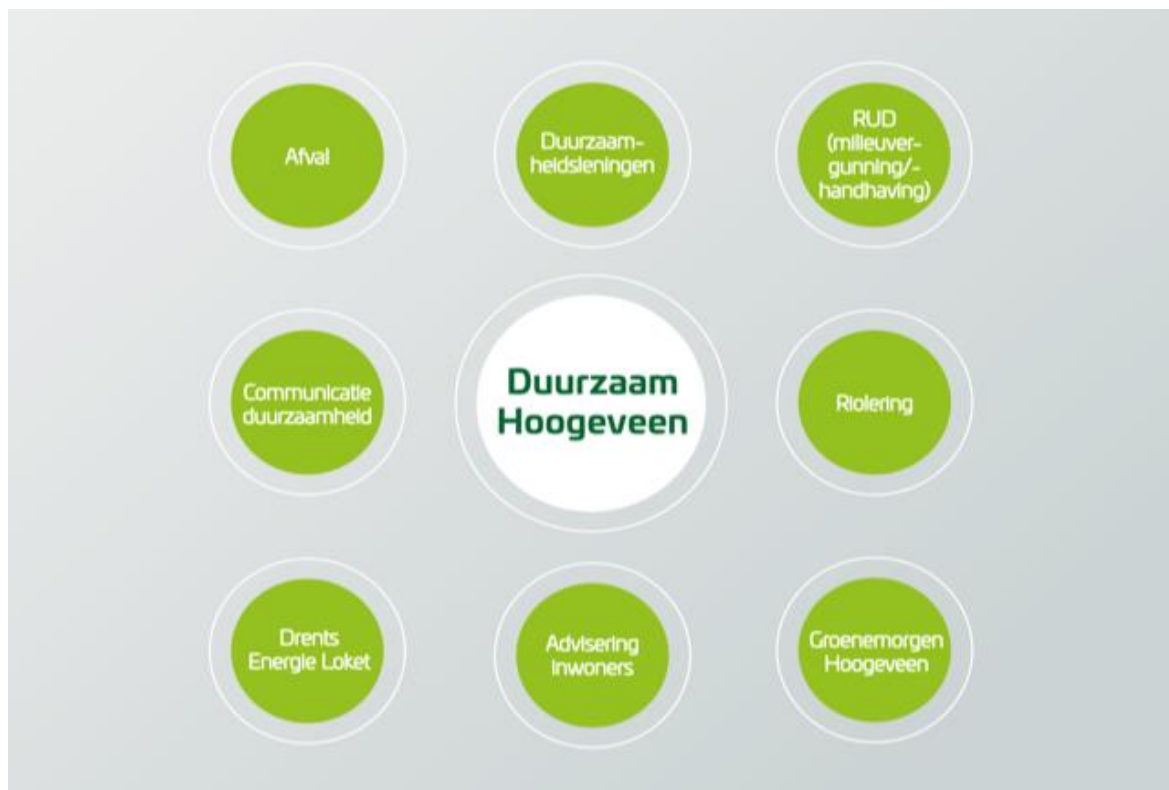 Afval
Duurzaam-
heidsleningen
RUD
(milieuver-
gunning/-
handhaving)
Communicatie
duurzaamheid
Duurzaam
Hoogeveen
Riolering
Drents
Energie Loket
Advisering
Inwoners
Groenemorgen
Hoogeveen